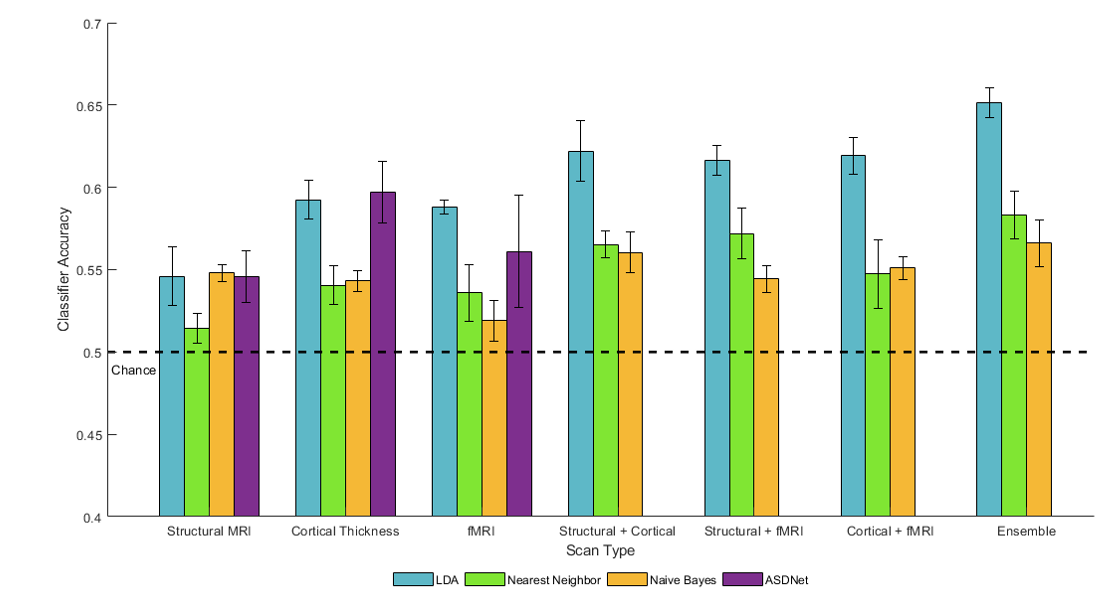 0.7
0.65
0.6
0.55
0.5
0.45
0.4
Classifier Accuracy
Chance
Structural MRI Cortical Thickness fMRI Structural + Cortical Structural + fMRI Cortical + fMRI Ensemble
Scan Type
LDA Nearest Neighbor Naive Bayes ASDNet